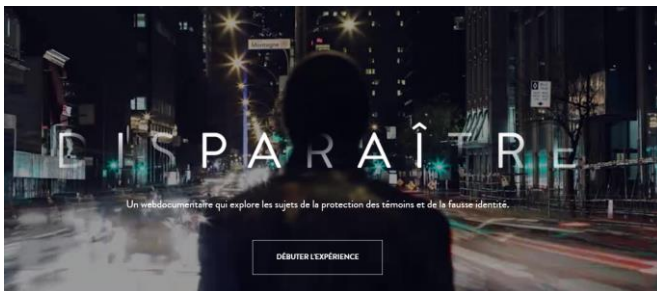 Montagne
DISPARAÎTRE
Un webdocumentaire qui explore les sujets de la protection des témoins et de la fausse identité.
DÉBUTER L'EXPÉRIENCE